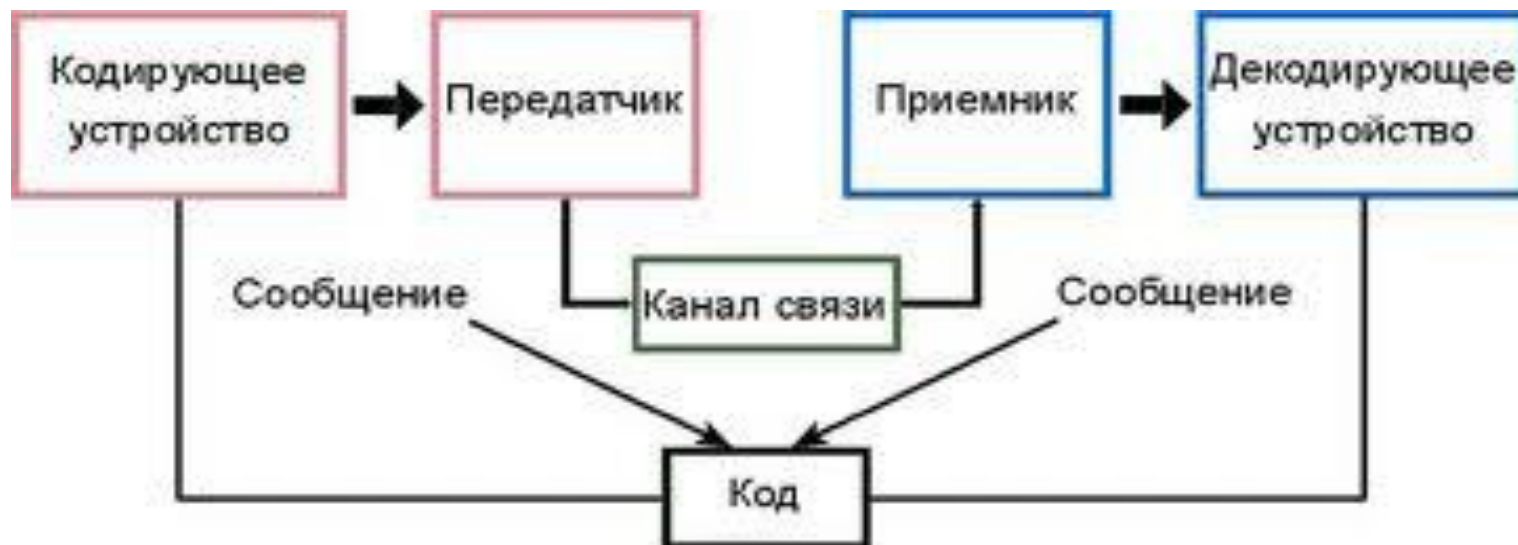 Кодирующее
устройство
Передатчик
Приемник
Декодирующее
устройство
Сообщение
Канал связи
Сообщение
Код